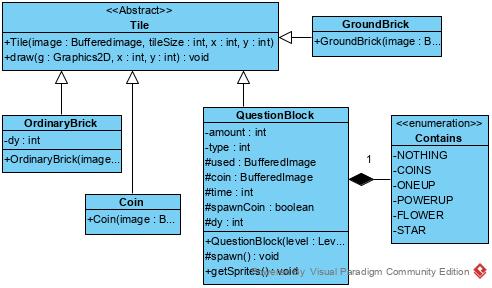 <<Abstract>>
Tile
+Tile(image : Bufferedimage, tileSize : int, x : int, y : int)
+draw(g : Graphics2D, x : int, y : int) : void
GroundBrick
+GroundBrick(image : B...
OrdinaryBrick
-dy : int
+OrdinaryBrick(image...
Coin
+Coin(image : B...
QuestionBlock
-amount : int
-type : int
#used : BufferedImage
#coin : BufferedImage
#time : int
#spawnCoin : boolean
#dy : int
+QuestionBlock(level : Lev...
#spawn() : void
+getSprites() : void
1
<<enumeration>>
Contains
-NOTHING
-COINS
-ONEUP
-POWERUP
-FLOWER
-STAR
Powered By Visual Paradigm Community Edition